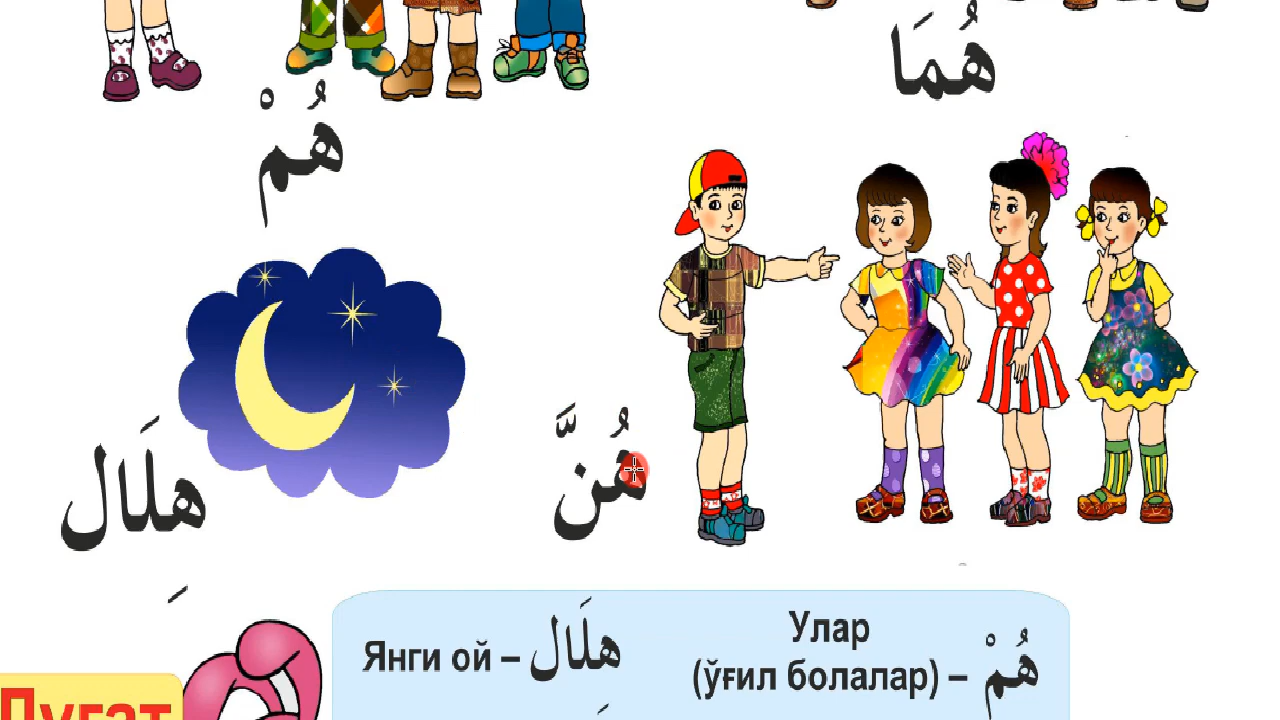 هُمَا
هُمْ
هُنَّ
هِلَال
Улар
(ўғил болалар) – هُمْ
Янги ой – هِلَال
Луғат